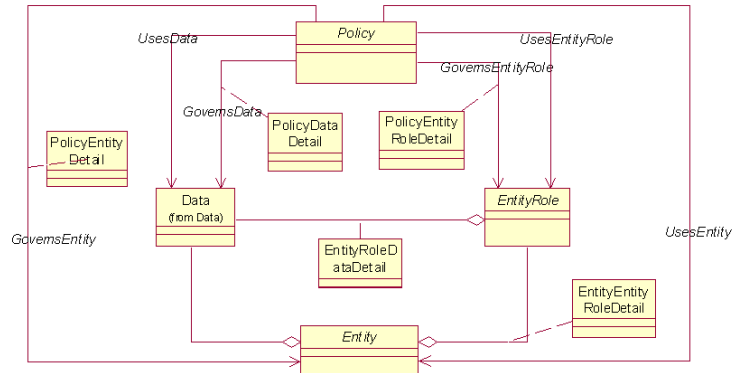 Policy
UsesData
UsesEntityRole
GovernsEntityRole
GovernsData
PolicyData
Detail
PolicyEntity
RoleDetail
PolicyEntity
Detail
Data
(from Data)
EntityRole
GovernsEntity
UsesEntity
EntityRoleD
ataDetail
EntityEntity
RoleDetail
Entity